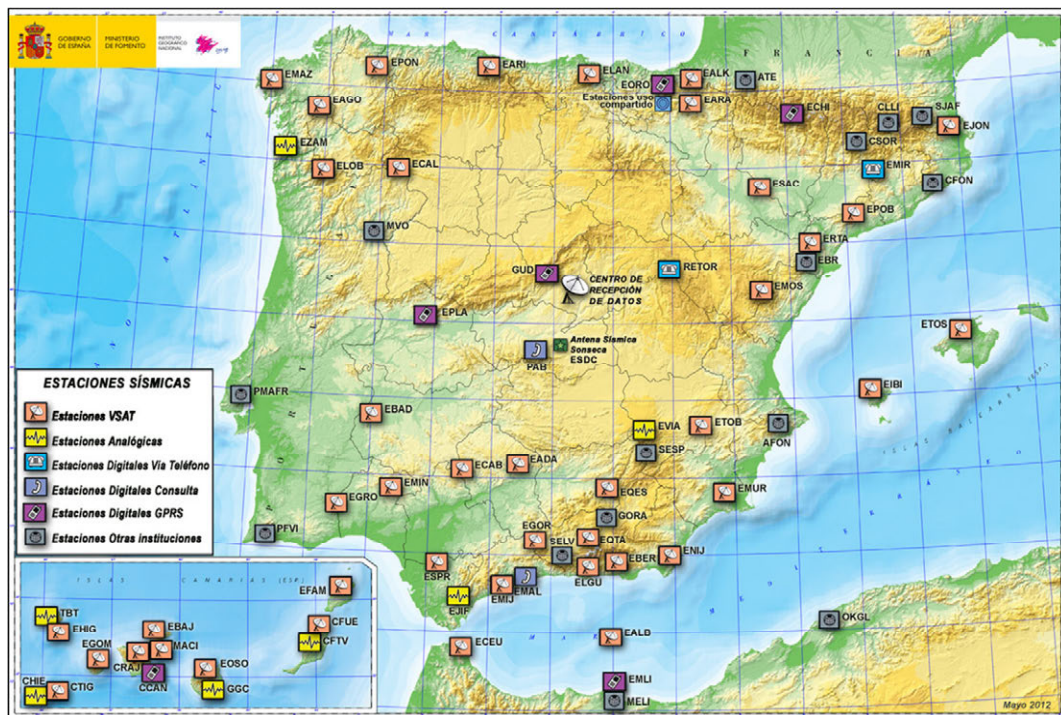 GOBIERNO
DE ESPAÑA
MINISTERIO
DE FOMENTO
INSTITUTO
GEOGRÁFICO
NACIONAL
MAR CANTÁBRICO
FRANCIA
EMAZ
EPON
EARI
ELAN
EORO
EALK
ATE
Estaciones uso
compartido
EARA
EAGO
ECHI
CLLI
SJAF
EJON
CSOR
EZAM
ELOB
ECAL
EMIR
CFON
ESAC
EPOB
MVO
ERTA
EBR
GUD
CENTRO DE
RECEPCIÓN
DE DATOS
RETOR
EMOS
EPLA
ETOS
Antena Sísmica
Sonseca
ESDC
PAB
EIBI
ESTACIONES SÍSMICAS
Estaciones VSAT
Estaciones Analógicas
Estaciones Digitales Vía Teléfono
Estaciones Digitales Consulta
Estaciones Digitales GPRS
Estaciones Otras instituciones
PMAFR
EBAD
EVIA
ETOB
AFON
SESP
ECAB
EADA
EMIN
EGRO
EQES
EMUR
PFVI
GORA
EGOR
SELV
EQTA
EBER
ENIJ
ELGU
ESPR
EMIJ
EMAL
EJIF
OKGL
ECEU
EALB
EMLI
MELI
ISLAS CANARIAS (ESP.)
EFAM
TBT
EHIG
EBAJ
CFUE
CFTV
EGOM
CRAJ
MACI
CCAN
EOSO
GGC
CHIE
CTIG
Mayo 2012